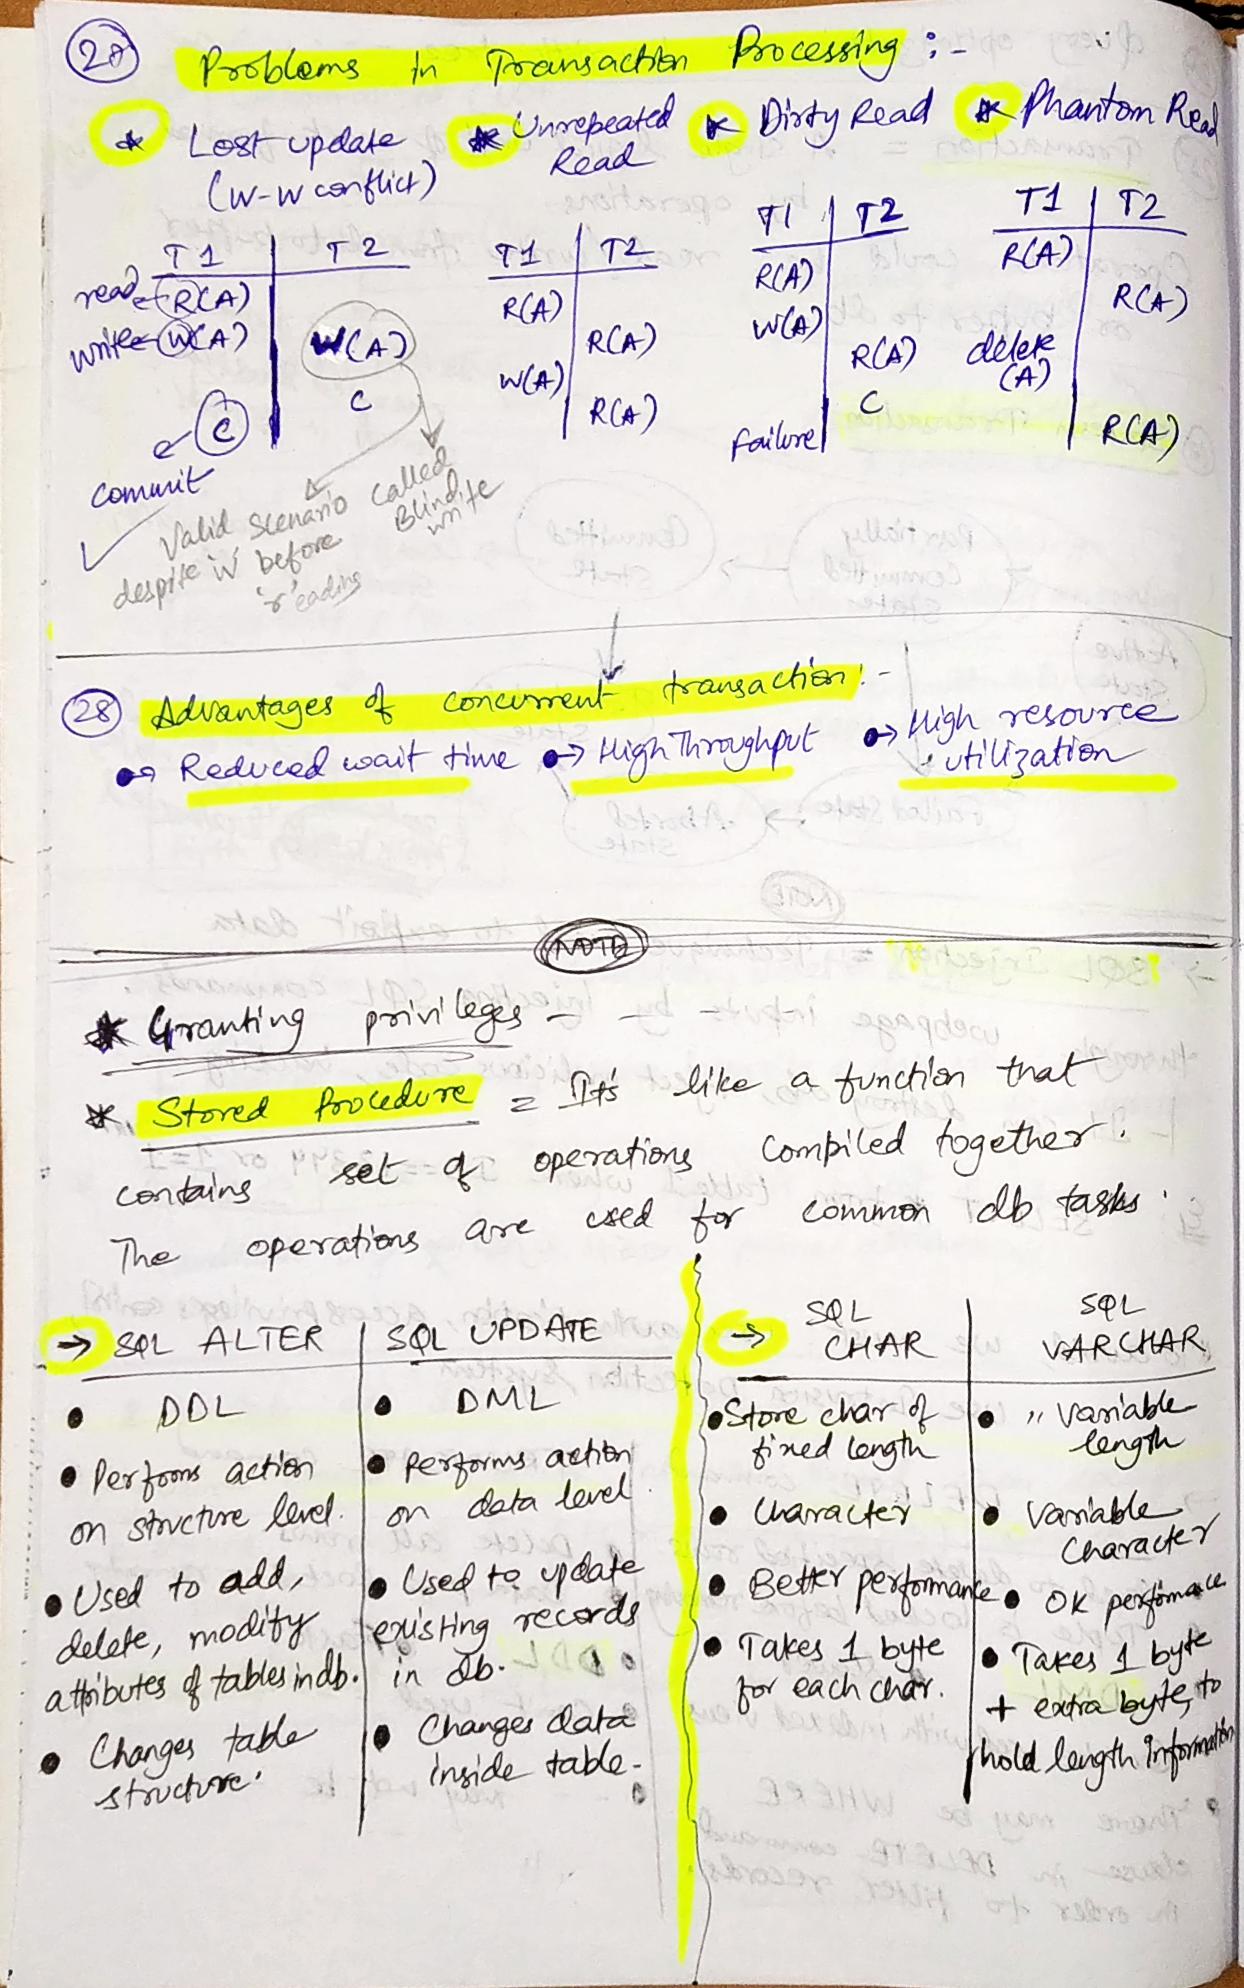 Problems in Transaction Processing :-
* Lost update
(W-W conflict)
* Unrepeated
Read
* Dirty Read
* Phantom Read
T1 T2
read R(A)
write W(A) W(A)
C
C
commit
Valid scenario
despite 'w' before
'r'eading
called
write
T1 T2
R(A)
R(A)
W(A)
R(A)
T1 T2
R(A)
W(A)
R(A)
C
Failure
T1 T2
R(A)
R(A)
delete
(A)
R(A)
28 Advantages of concurrent transaction :-
Reduced wait time → High Throughput → High resource
utilization
NOTE
* Granting privileges - - -
* Stored Procedure = It's like a function that
contains set of operations compiled together.
The operations are used for common db tasks.
→ SQL ALTER | SQL UPDATE
• DDL • DML
• Performs action
on structure level.
• Performs action
on data level.
• Used to add,
delete, modify
attributes of tables in db.
• Used to update
existing records
in db.
• Changes table
structure.
• Changes data
inside table.
→ SQL
CHAR
SQL
VARCHAR
• Store char of
fixed length
• " Variable
length
• Character
• Variable
Character
• Better performance
• OK perfimance
• Takes 1 byte
for each char.
• Takes 1 byte
+ extra byte, to
hold length information